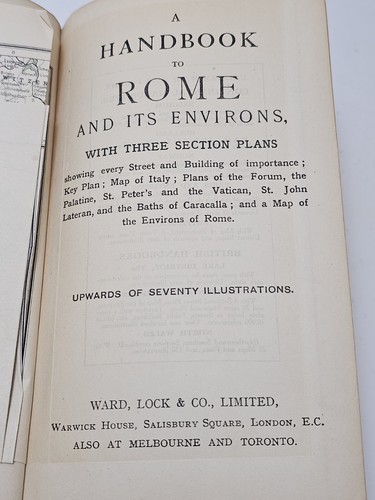 A
HANDBOOK
TO
ROME
AND ITS ENVIRONS,
WITH THREE SECTION PLANS
showing every Street and Building of importance;
Key Plan; Map of Italy; Plans of the Forum, the
Palatine, St. Peter's and the Vatican, St. John
Lateran, and the Baths of Caracalla; and a Map of
the Environs of Rome.
UPWARDS OF SEVENTY ILLUSTRATIONS.
WARD, LOCK & CO., LIMITED,
WARWICK HOUSE, SALISBURY SQUARE, LONDON, E.C.
ALSO AT MELBOURNE AND TORONTO.